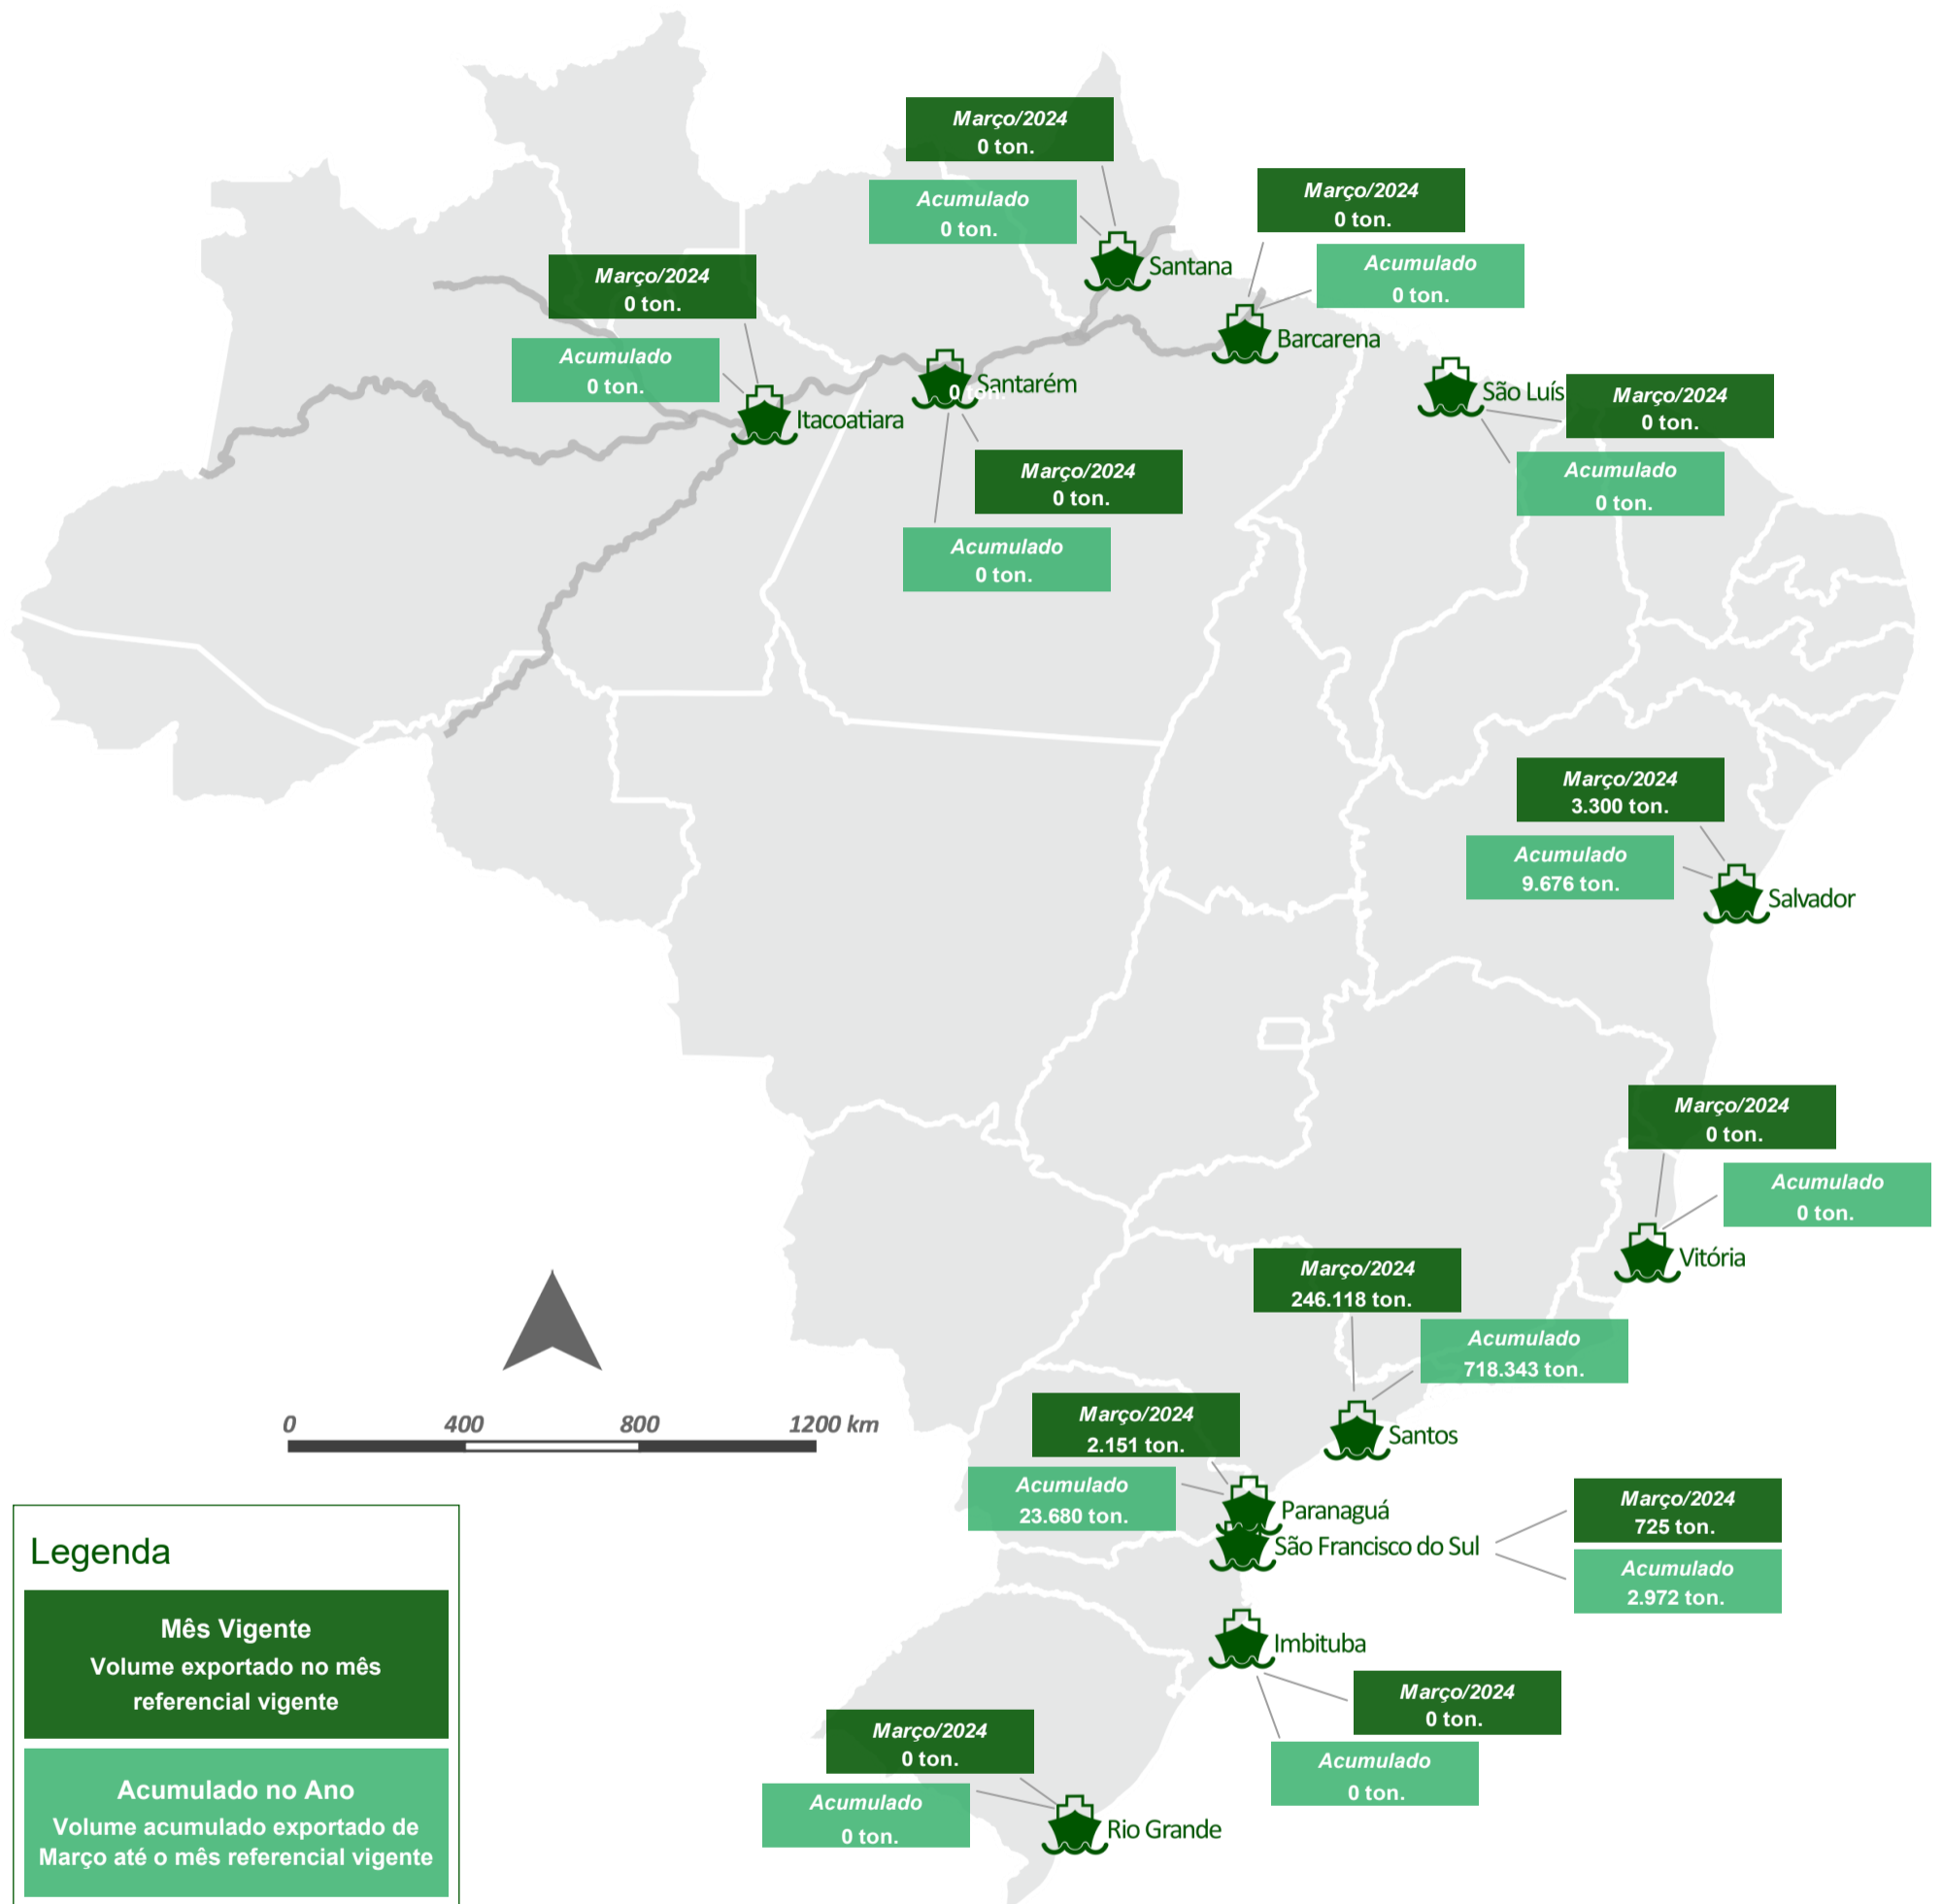 Março/2024
0 ton.
Acumulado
0 ton.
Santana
Março/2024
0 ton.
Acumulado
0 ton.
Barcarena
Março/2024
0 ton.
Acumulado
0 ton.
Itacoatiara
Santarém
0 ton.
Março/2024
0 ton.
Acumulado
0 ton.
São Luís
Março/2024
0 ton.
Acumulado
0 ton.
Março/2024
3.300 ton.
Acumulado
9.676 ton.
Salvador
Março/2024
0 ton.
Acumulado
0 ton.
Vitória
Março/2024
246.118 ton.
Acumulado
718.343 ton.
Santos
Março/2024
2.151 ton.
Acumulado
23.680 ton.
Paranaguá
São Francisco do Sul
Março/2024
725 ton.
Acumulado
2.972 ton.
Imbituba
Março/2024
0 ton.
Acumulado
0 ton.
Março/2024
0 ton.
Acumulado
0 ton.
Rio Grande
0 400 800 1200 km
Legenda
Mês Vigente
Volume exportado no mês
referencial vigente
Acumulado no Ano
Volume acumulado exportado de
Março até o mês referencial vigente